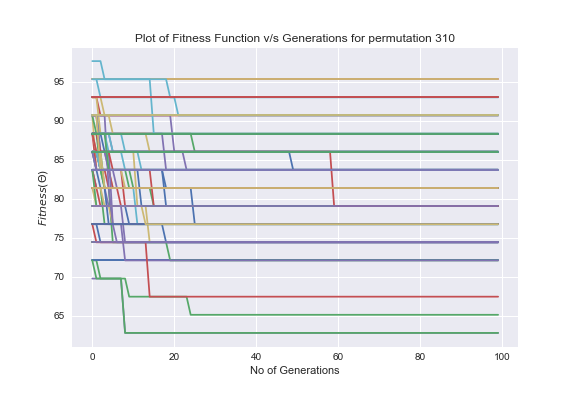 Plot of Fitness Function v/s Generations for permutation 310
Fitness(Θ)
95
90
85
80
75
70
65
0 20 40 60 80 100
No of Generations